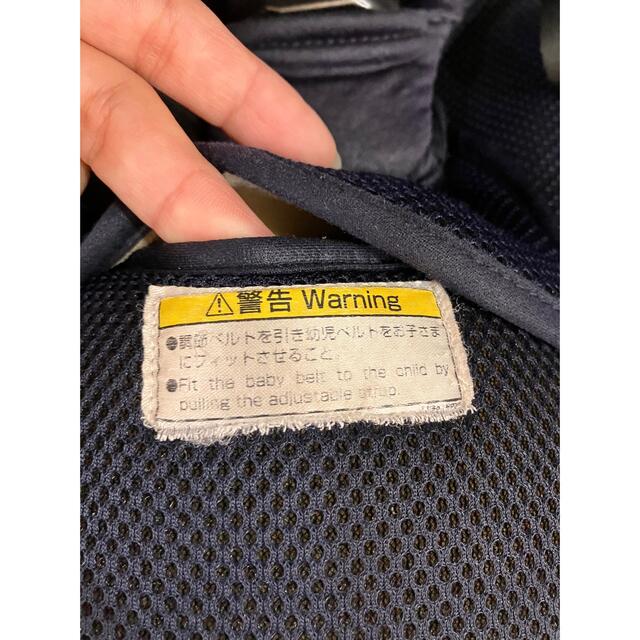 警告 Warning
●調節ベルトを引き幼児ベルトをお子さま
にフィットさせること。
●Fit the baby belt to the child by
pulling the adjustable strap.